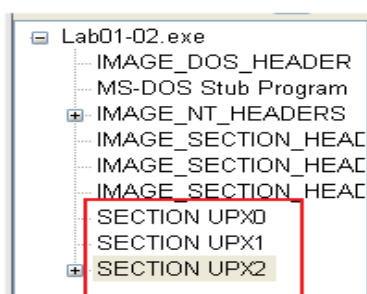 Lab01-02.exe
IMAGE_DOS_HEADER
MS-DOS Stub Program
IMAGE_NT_HEADERS
IMAGE_SECTION_HEAD
IMAGE_SECTION_HEAD
IMAGE_SECTION_HEAD
SECTION UPX0
SECTION UPX1
SECTION UPX2